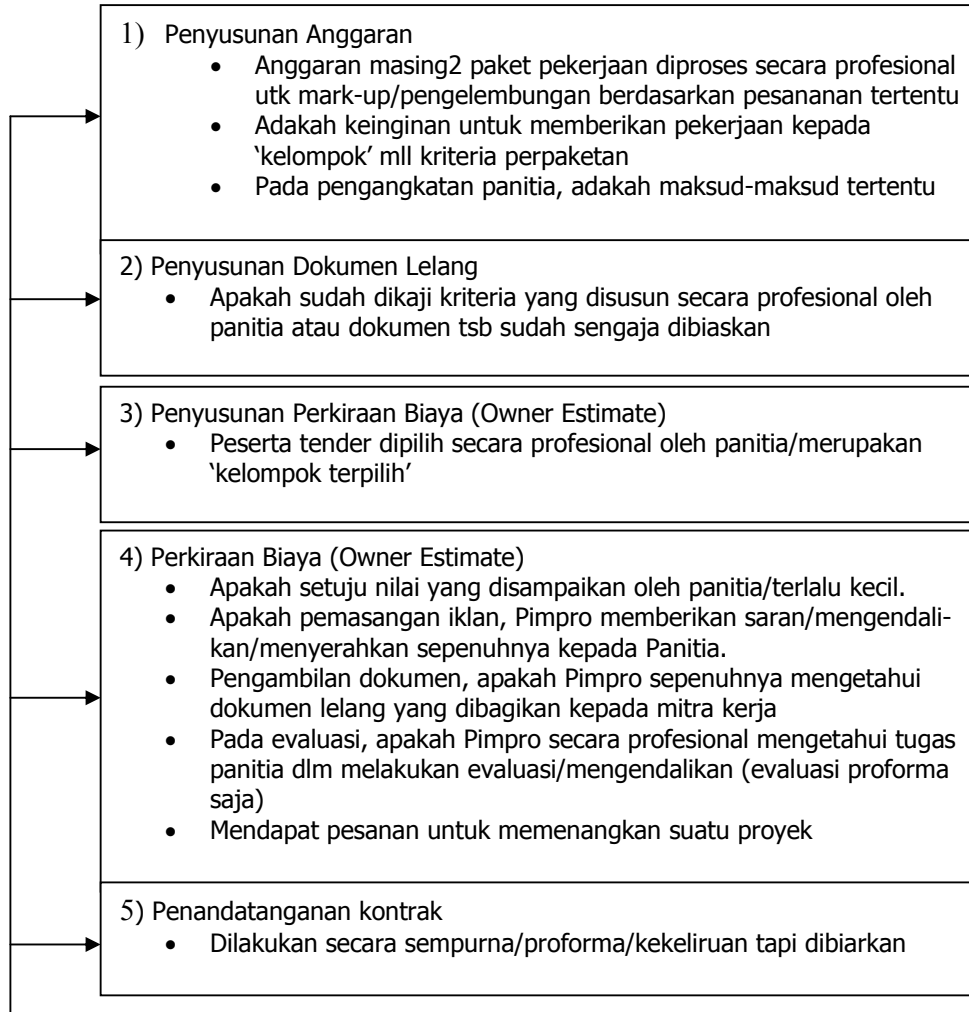 1) Penyusunan Anggaran
• Anggaran masing2 paket pekerjaan diproses secara profesional
utk mark-up/pengelembungan berdasarkan pesananan tertentu
• Adakah keinginan untuk memberikan pekerjaan kepada
‘kelompok’ mll kriteria perpaketan
• Pada pengangkatan panitia, adakah maksud-maksud tertentu
2) Penyusunan Dokumen Lelang
• Apakah sudah dikaji kriteria yang disusun secara profesional oleh
panitia atau dokumen tsb sudah sengaja dibiaskan
3) Penyusunan Perkiraan Biaya (Owner Estimate)
• Peserta tender dipilih secara profesional oleh panitia/merupakan
‘kelompok terpilih’
4) Perkiraan Biaya (Owner Estimate)
• Apakah setuju nilai yang disampaikan oleh panitia/terlalu kecil.
• Apakah pemasangan iklan, Pimpro memberikan saran/mengendali-
kan/menyerahkan sepenuhnya kepada Panitia.
• Pengambilan dokumen, apakah Pimpro sepenuhnya mengetahui
dokumen lelang yang dibagikan kepada mitra kerja
• Pada evaluasi, apakah Pimpro secara profesional mengetahui tugas
panitia dlm melakukan evaluasi/mengendalikan (evaluasi proforma
saja)
• Mendapat pesanan untuk memenangkan suatu proyek
5) Penandatanganan kontrak
• Dilakukan secara sempurna/proforma/kekeliruan tapi dibiarkan